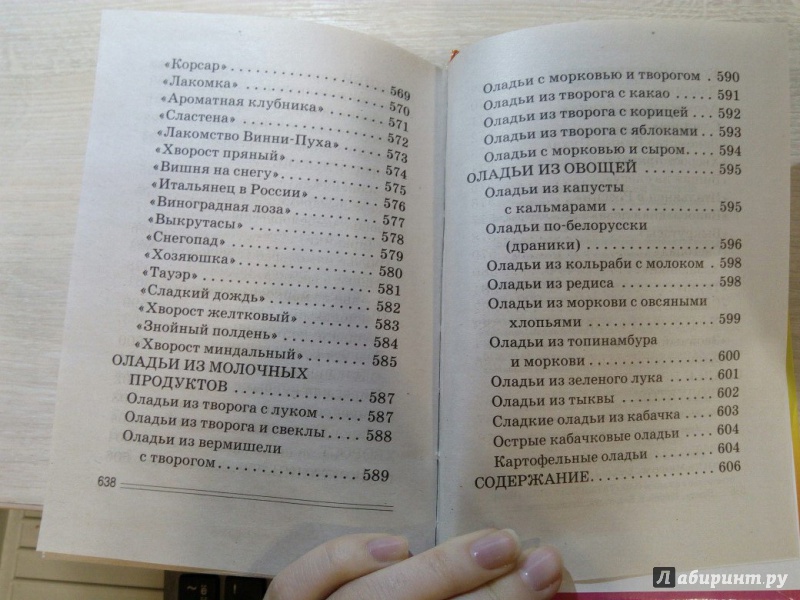 «Корсар» . . . . . . . . . . . . . . . . . . . . 569
«Лакомка» . . . . . . . . . . . . . . . . . . 570
«Ароматная клубника» . . . . . . . . 571
«Сластена» . . . . . . . . . . . . . . . . . . 572
«Лакомство Винни-Пуха» . . . . . . 573
«Хворост пряный» . . . . . . . . . . . . 574
«Вишня на снегу» . . . . . . . . . . . . 575
«Итальянец в России» . . . . . . . . . 576
«Виноградная лоза» . . . . . . . . . . . 577
«Выкрутасы» . . . . . . . . . . . . . . . . 578
«Снегопад» . . . . . . . . . . . . . . . . . . 579
«Хозяюшка» . . . . . . . . . . . . . . . . . 580
«Тауэр» . . . . . . . . . . . . . . . . . . . . . 581
«Сладкий дождь» . . . . . . . . . . . . . 582
«Хворост желтковый» . . . . . . . . . 583
«Знойный полдень» . . . . . . . . . . . 584
«Хворост миндальный» . . . . . . . . 585
ОЛАДЬИ ИЗ МОЛОЧНЫХ
ПРОДУКТОВ . . . . . . . . . . . . . . . . 587
Оладьи из творога с луком . . . . . . 587
Оладьи из творога и свеклы . . . . . 588
Оладьи из вермишели
с творогом . . . . . . . . . . . . . . . . . . 589
638
Оладьи с морковью и творогом . 590
Оладьи из творога с какао . . . . 591
Оладьи из творога с корицей . . 592
Оладьи из творога с яблоками . . 593
Оладьи с морковью и сыром . . . 594
ОЛАДЬИ ИЗ ОВОЩЕЙ . . . . . . . . 595
Оладьи из капусты
с кальмарами . . . . . . . . . . . . . 595
Оладьи по-белорусски
(драники) . . . . . . . . . . . . . . . . 596
Оладьи из кольраби с молоком . 598
Оладьи из редиса . . . . . . . . . . . 598
Оладьи из моркови с овсяными
хлопьями . . . . . . . . . . . . . . . . 599
Оладьи из топинамбура
и моркови . . . . . . . . . . . . . . . 600
Оладьи из зеленого лука . . . . . 601
Оладьи из тыквы . . . . . . . . . . . 602
Сладкие оладьи из кабачка . . . . 603
Острые кабачковые оладьи . . . . 604
Картофельные оладьи . . . . . . . . 604
СОДЕРЖАНИЕ. . . . . . . . . . . . . . . 606
Лабиринт.ру